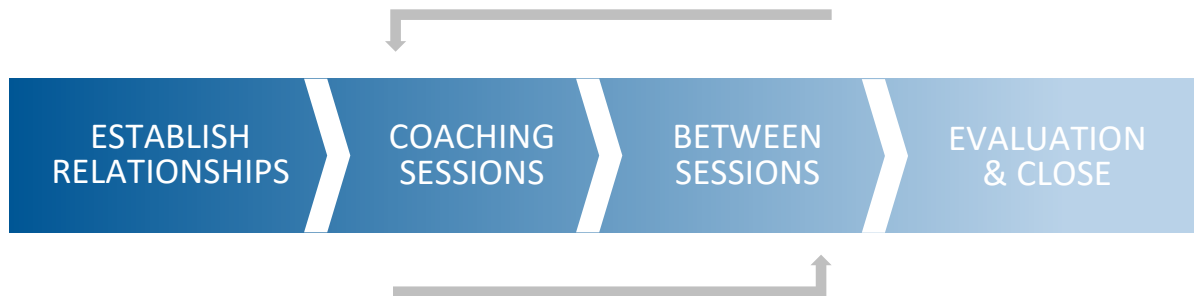 ESTABLISH
RELATIONSHIPS
COACHING
SESSIONS
BETWEEN
SESSIONS
EVALUATION
& CLOSE